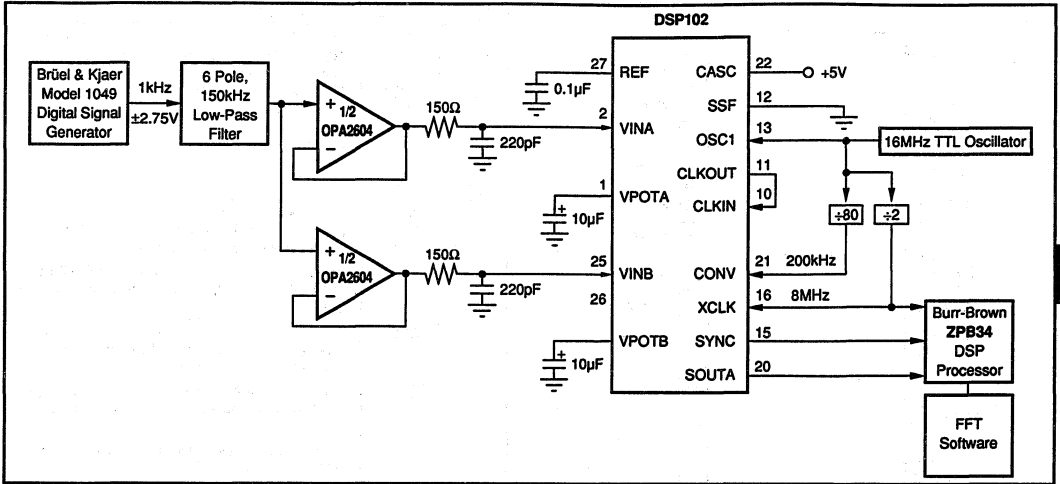 DSP102
Brüel & Kjaer
Model 1049
Digital Signal
Generator
1kHz
±2.75V
6 Pole,
150kHz
Low-Pass
Filter
+
1/2
OPA2604
−
150Ω
220pF
+
1/2
OPA2604
−
150Ω
220pF
27
0.1µF
2
1
+
10µF
25
26
+
10µF
REF
VINA
VPOTA
VINB
VPOTB
CASC
SSF
OSC1
CLKOUT
CLKIN
CONV
XCLK
SYNC
SOUTA
22
+5V
12
13
16MHz TTL Oscillator
11
10
÷80
÷2
21 200kHz
16 8MHz
15
20
Burr-Brown
ZPB34
DSP
Processor
FFT
Software